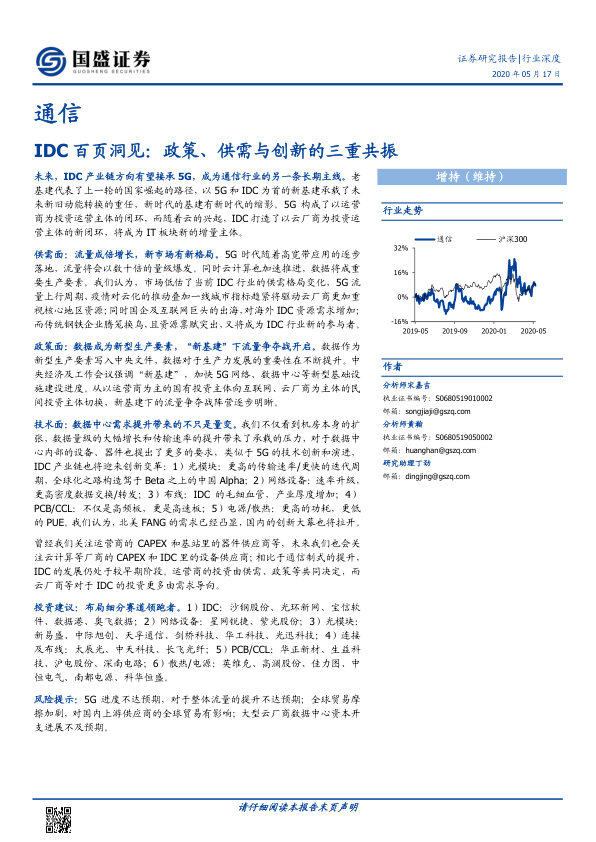 国盛证券
GUOSHENG SECURITIES
证券研究报告|行业深度
2020 年 05 月 17 日
通信
IDC 百页洞见：政策、供需与创新的三重共振
未来，IDC 产业链方向有望接承 5G，成为通信行业的另一条长期主线。老
基建代表了上一轮的国家崛起的路径，以 5G 和 IDC 为首的新基建承载了未
来新旧动能转换的重任，新时代的基建有新时代的缩影。5G 构成了以运营
商为投资运营主体的闭环，而随着云的兴起，IDC 打造了以云厂商为投资运
营主体的新闭环，将成为 IT 板块新的增量主体。
供需面：流量成倍增长，新市场有新格局。5G 时代随着高宽带应用的逐步
落地，流量将会以数十倍的量级爆发。同时云计算也加速推进，数据将成重
要生产要素。我们认为，市场低估了当前 IDC 行业的供需格局变化，5G 流
量上行周期，疫情对云化的推动叠加一线城市指标趋紧将驱动云厂商更加重
视核心地区资源；同时国企及互联网巨头的出海，对海外 IDC 资源需求增加；
而传统钢铁企业腾笼换鸟，且资源禀赋突出，又将成为 IDC 行业新的参与者。
政策面：数据成为新型生产要素，“新基建”下流量争夺战开启。数据作为
新型生产要素写入中央文件，数据对于生产力发展的重要性在不断提升。中
央经济及工作会议强调“新基建”，加快 5G 网络、数据中心等新型基础设
施建设进度。从以运营商为主的国有投资主体向互联网、云厂商为主体的民
间投资主体切换，新基建下的流量争夺战阵营逐步明晰。
技术面：数据中心需求提升带来的不只是量变。我们不仅看到机房本身的扩
张，数据量级的大幅增长和传输速率的提升带来了承载的压力，对于数据中
心内部的设备、器件也提出了更多的要求，类似于 5G 的技术创新和演进，
IDC 产业链也将迎来创新变革：1）光模块：更高的传输速率/更快的迭代周
期，全球化之路构造驾于 Beta 之上的中国 Alpha；2）网络设备：速率升级，
更高密度数据交换/转发；3）布线：IDC 的毛细血管，产业厚度增加；4）
PCB/CCL：不仅是高频板，更是高速板；5）电源/散热：更高的功耗，更低
的 PUE。我们认为，北美 FANG 的需求已经凸显，国内的创新大幕也将拉开。
曾经我们关注运营商的 CAPEX 和基站里的器件供应商等，未来我们也会关
注云计算等厂商的 CAPEX 和 IDC 里的设备供应商；相比于通信制式的提升，
IDC 的发展仍处于较早期阶段。运营商的投资由供需、政策等共同决定，而
云厂商等对于 IDC 的投资更多由需求导向。
投资建议：布局细分赛道领跑者。1）IDC：沙钢股份、光环新网、宝信软
件、数据港、奥飞数据；2）网络设备：星网锐捷、紫光股份；3）光模块：
新易盛、中际旭创、天孚通信、剑桥科技、华工科技、光迅科技；4）连接
及布线：太辰光、中天科技、长飞光纤；5）PCB/CCL：华正新材、生益科
技、沪电股份、深南电路；6）散热/电源：英维克、高澜股份、佳力图、中
恒电气、南都电源、科华恒盛。
风险提示：5G 进度不达预期，对于整体流量的提升不达预期；全球贸易摩
擦加剧，对国内上游供应商的全球贸易有影响；大型云厂商数据中心资本开
支进展不及预期。
增持（维持）
行业走势
通信
沪深300
32%
16%
0%
-16%
2019-05 2019-09 2020-01 2020-05
作者
分析师宋嘉吉
执业证书编号：S0680519010002
邮箱：songjiaji@gszq.com
分析师黄瀚
执业证书编号：S0680519050002
邮箱：huanghan@gszq.com
研究助理丁劲
邮箱：dingjing@gszq.com
请仔细阅读本报告末页声明